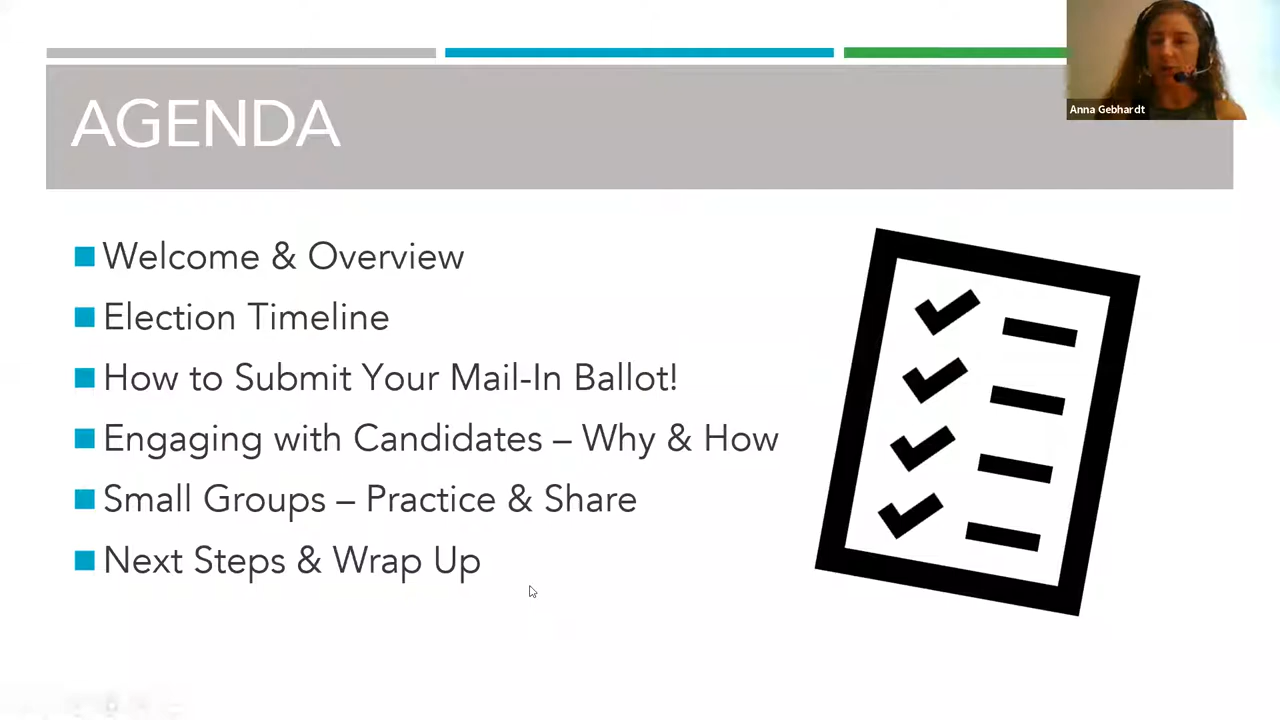 AGENDA
Anna Gebhardt
Welcome & Overview
Election Timeline
How to Submit Your Mail-In Ballot!
Engaging with Candidates – Why & How
Small Groups – Practice & Share
Next Steps & Wrap Up